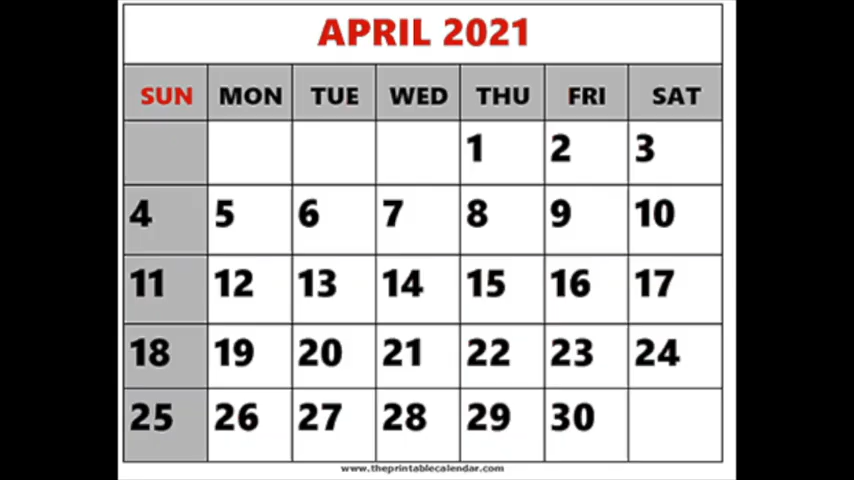 APRIL 2021
SUN MON TUE WED THU FRI SAT
1 2 3
4 5 6 7 8 9 10
11 12 13 14 15 16 17
18 19 20 21 22 23 24
25 26 27 28 29 30
www.theprintablecalendar.com